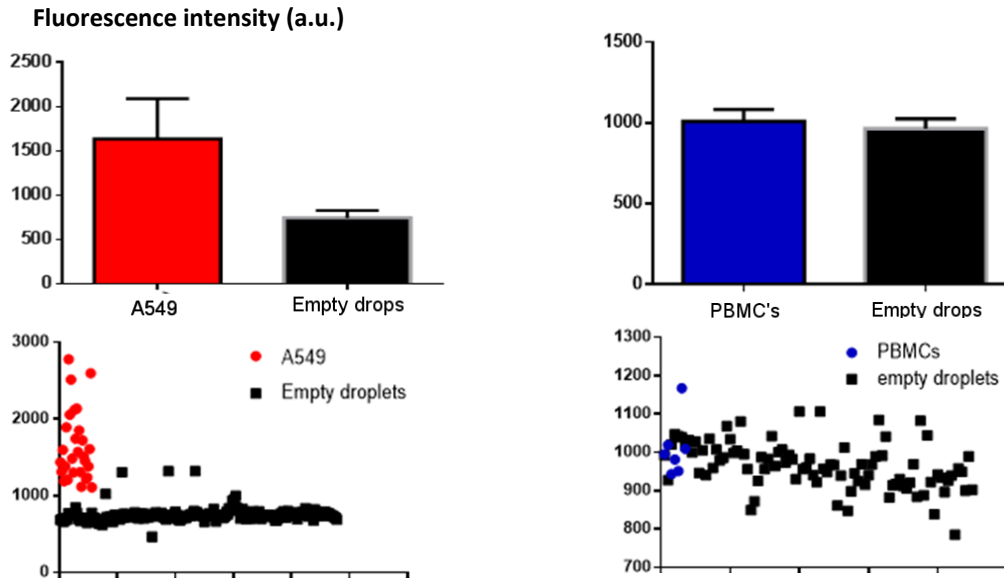 Fluorescence intensity (a.u.)
2500
2000
1500
1000
500
0
A549
Empty drops
1500
1000
500
0
PBMC's
Empty drops
3000
2000
1000
0
A549
Empty droplets
1300
1200
1100
1000
900
800
700
PBMCs
empty droplets